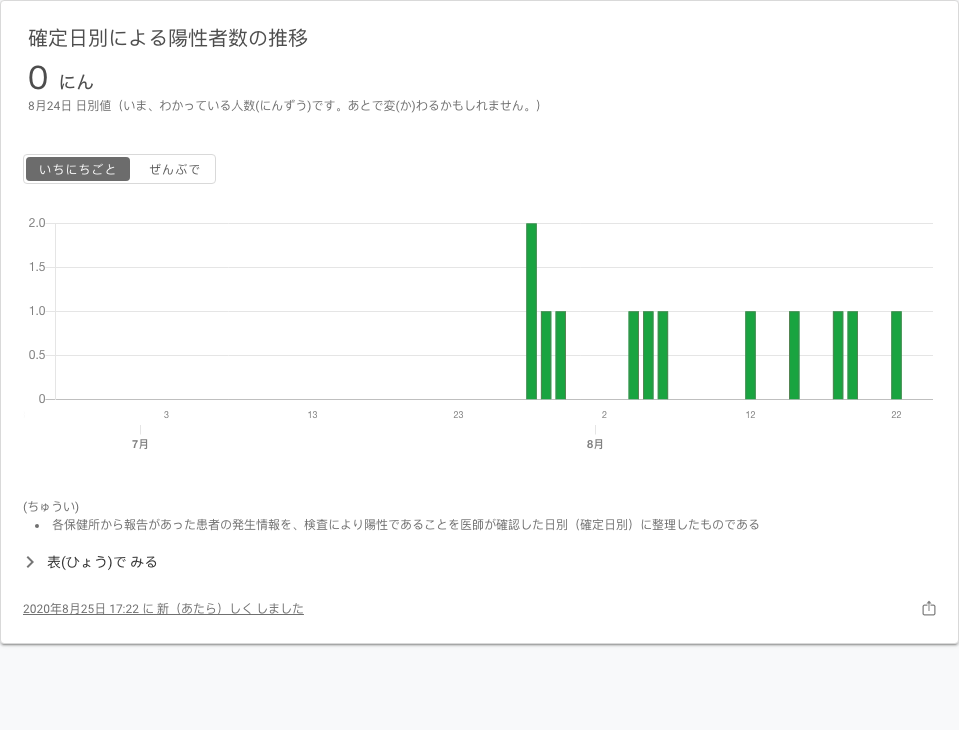 確定日別による陽性者数の推移
0 にん
8月24日 日別値（いま、わかっている人数(にんずう)です。あとで変(か)わるかもしれません。）
いちにちごと ぜんぶで
2.0
1.5
1.0
0.5
0
3 13 23 2 12 22
7月 8月
(ちゅうい)
• 各保健所から報告があった患者の発生情報を、検査により陽性であることを医師が確認した日別（確定日別）に整理したものである
表(ひょう)で みる
2020年8月25日 17:22 に 新（あたら）しく しました